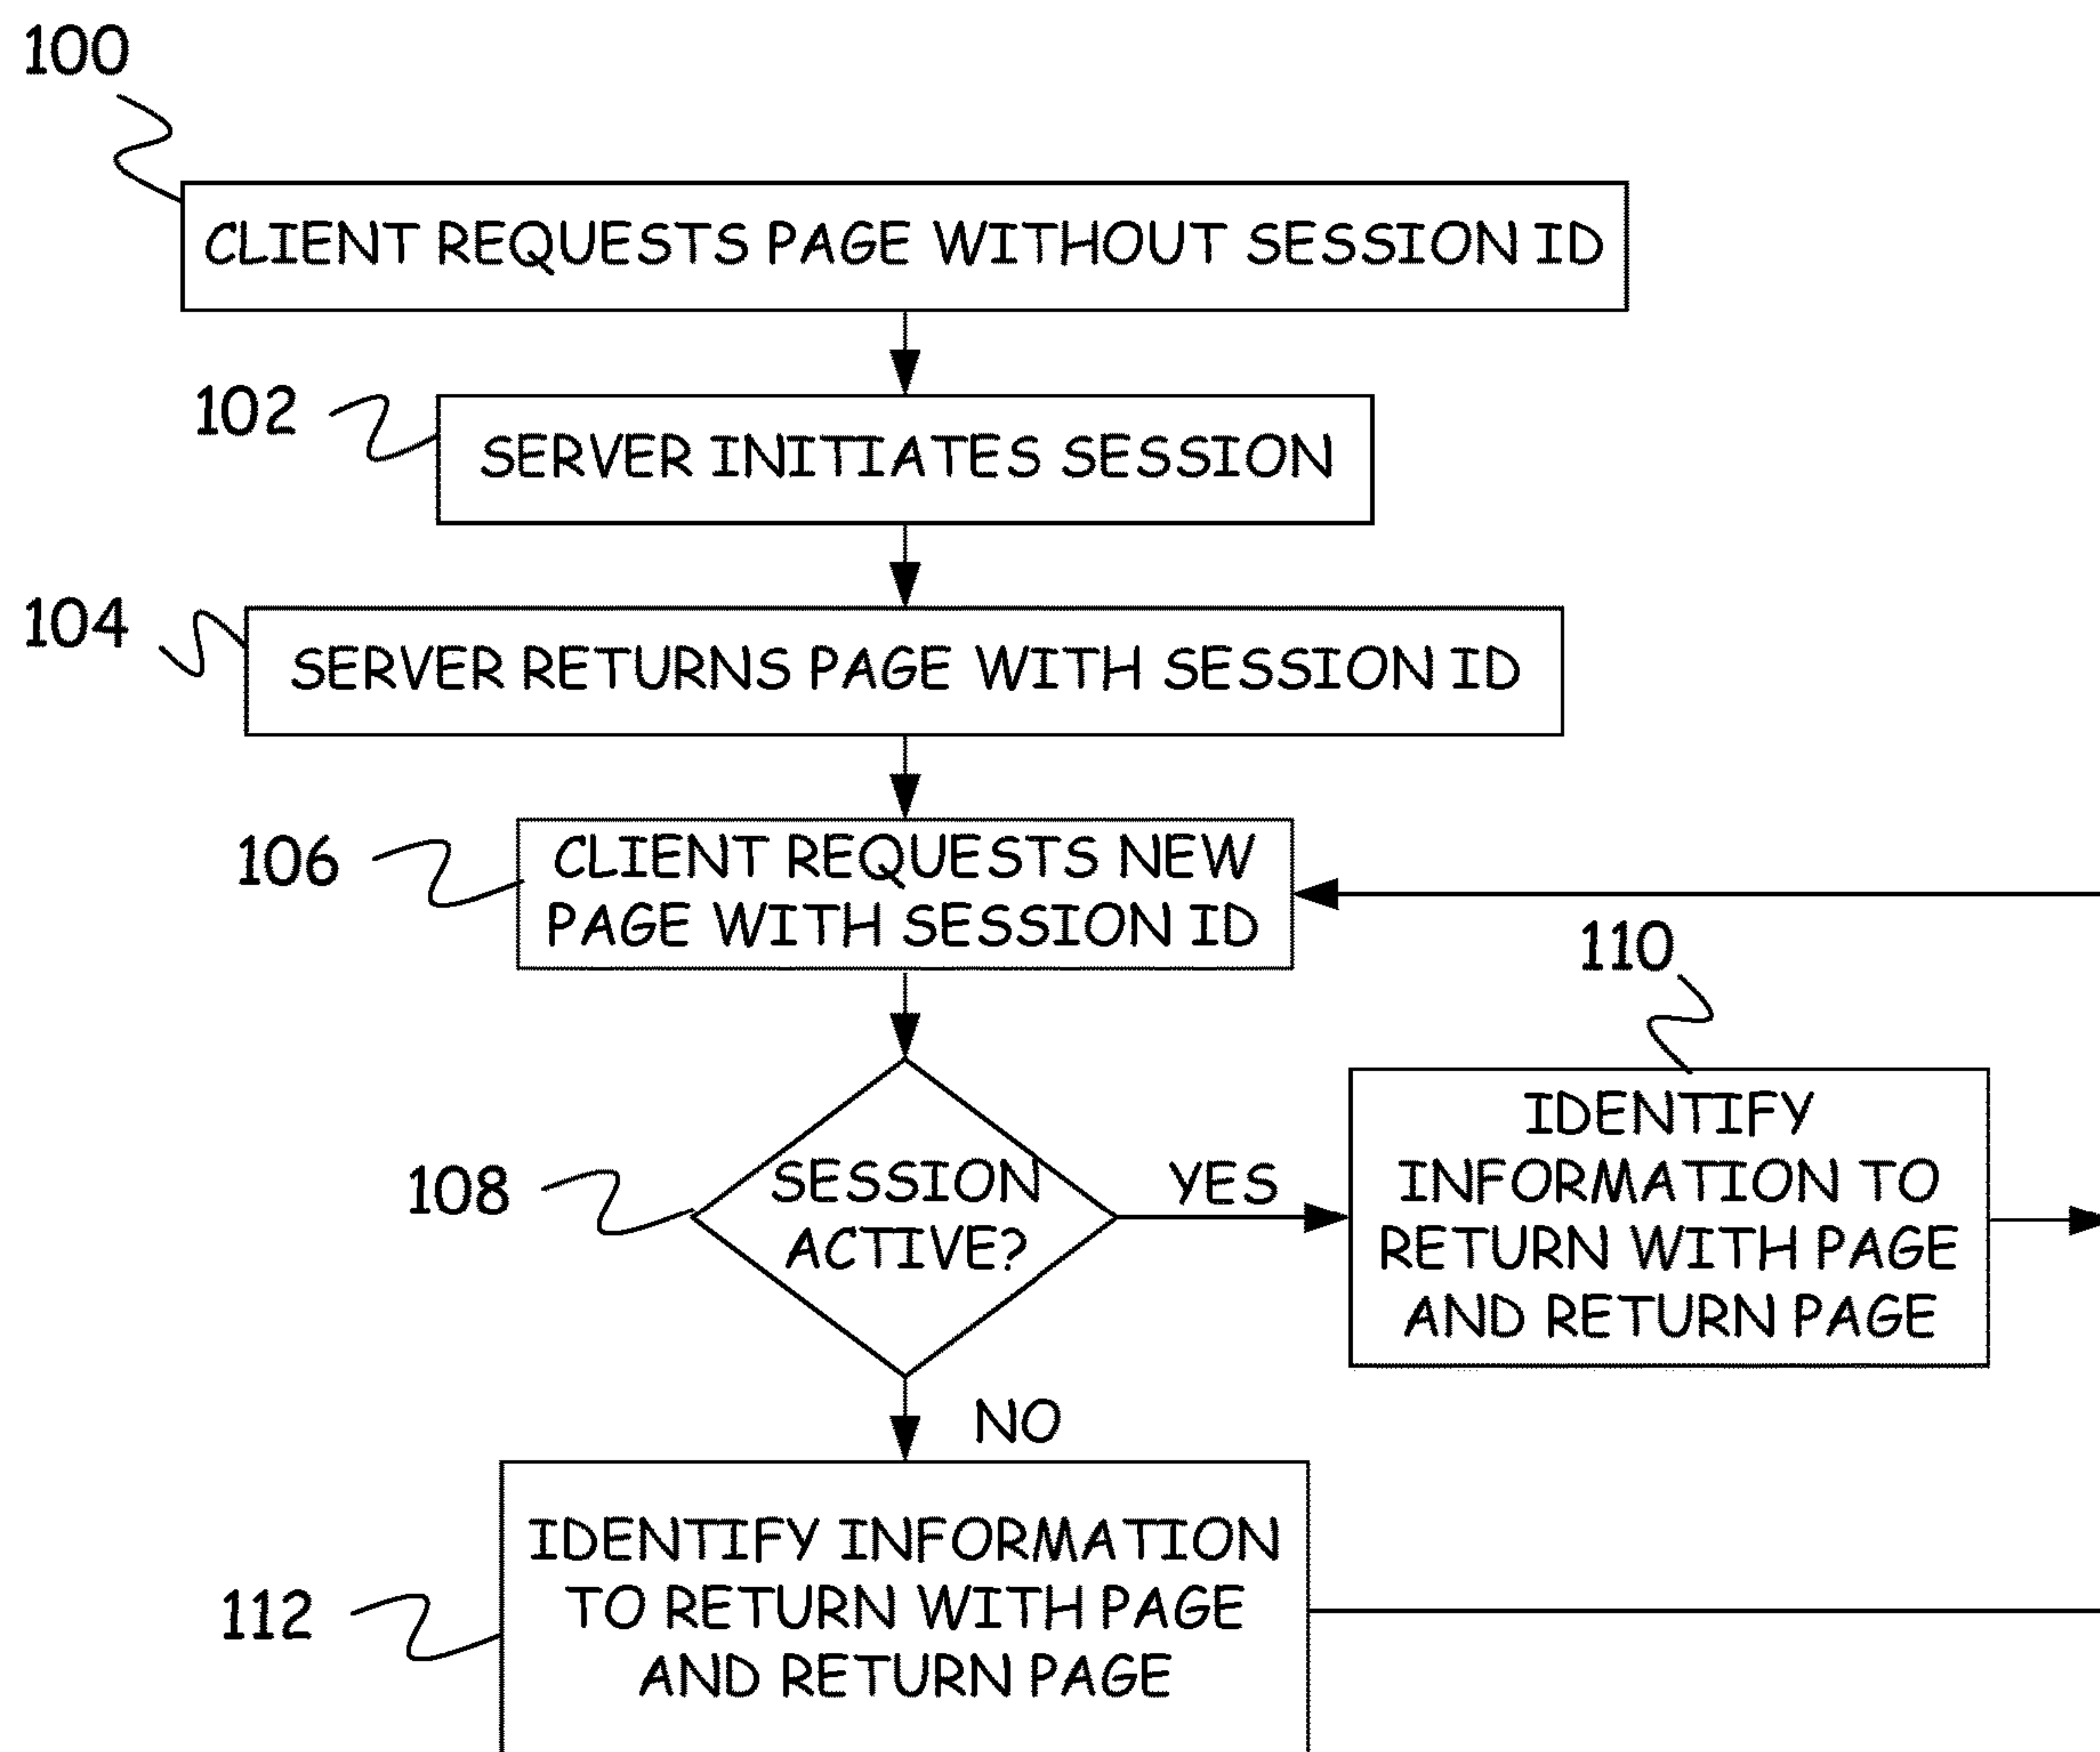 100
CLIENT REQUESTS PAGE WITHOUT SESSION ID
102
SERVER INITIATES SESSION
104
SERVER RETURNS PAGE WITH SESSION ID
106
CLIENT REQUESTS NEW
PAGE WITH SESSION ID
110
108
SESSION
ACTIVE?
YES
IDENTIFY
INFORMATION TO
RETURN WITH PAGE
AND RETURN PAGE
NO
112
IDENTIFY INFORMATION
TO RETURN WITH PAGE
AND RETURN PAGE